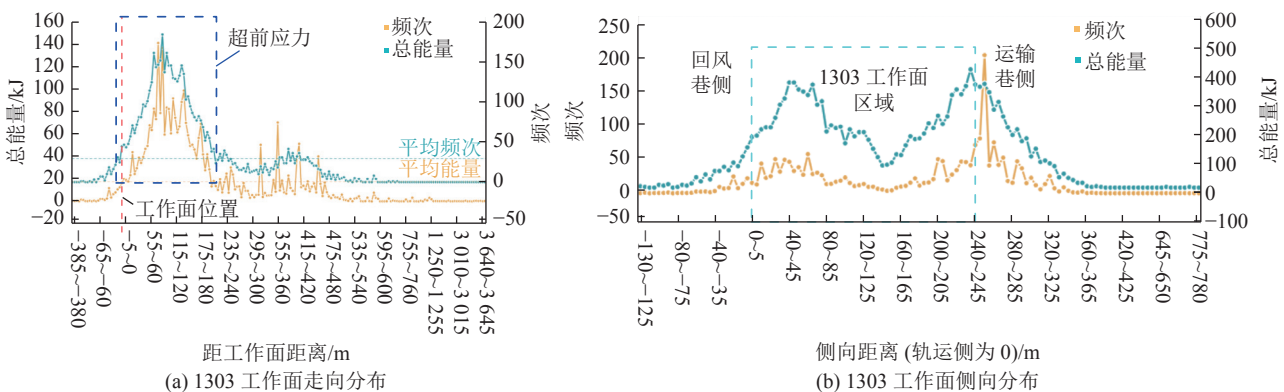 160
140
120
100
80
60
40
20
0
−20
总能量/kJ
超前应力
频次
总能量
平均频次
平均能量
工作面位置
200
150
100
50
0
−50
频次
−385~−380
−65~−60
−5~0
55~60
115~120
175~180
235~240
295~300
355~360
415~420
475~480
535~540
595~600
755~760
1 250~1 255
3 010~3 015
3 640~3 645
距工作面距离/m
(a) 1303 工作面走向分布
250
200
150
100
50
0
−50
频次
回风
巷侧
1303 工作面
区域
运输
巷侧
频次
总能量
600
500
400
300
200
100
0
−100
总能量/kJ
−130~−125
−80~−75
−40~−35
0~5
40~45
80~85
120~125
160~165
200~205
240~245
280~285
320~325
360~365
420~425
645~650
775~780
侧向距离 (轨运侧为 0)/m
(b) 1303 工作面侧向分布